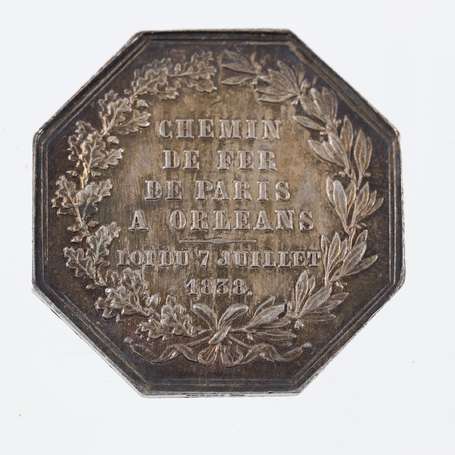 CHEMIN
DE FER
DE PARIS
A ORLEANS
LOI DU 7 JUILLET
1838.